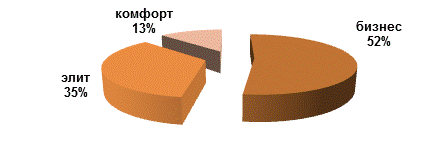 комфорт
13%
бизнес
52%
элит
35%